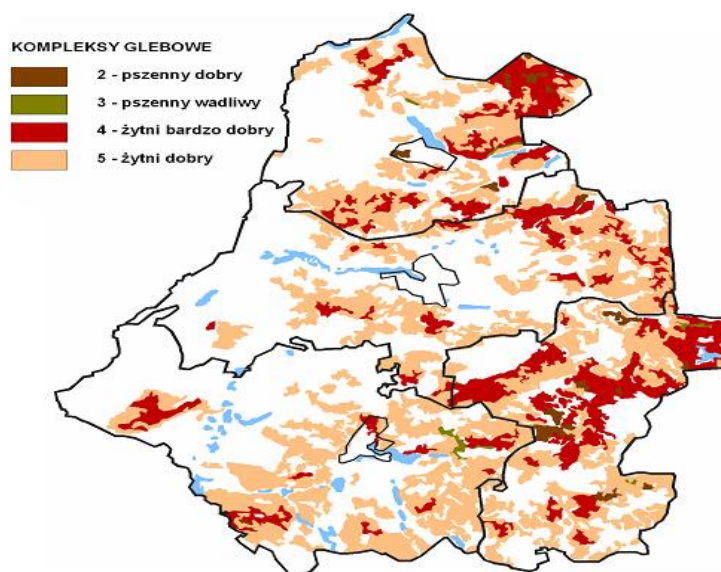 KOMPLEKSY GLEBOWE
2 - pszenny dobry
3 - pszenny wadliwy
4 - żytni bardzo dobry
5 - żytni dobry